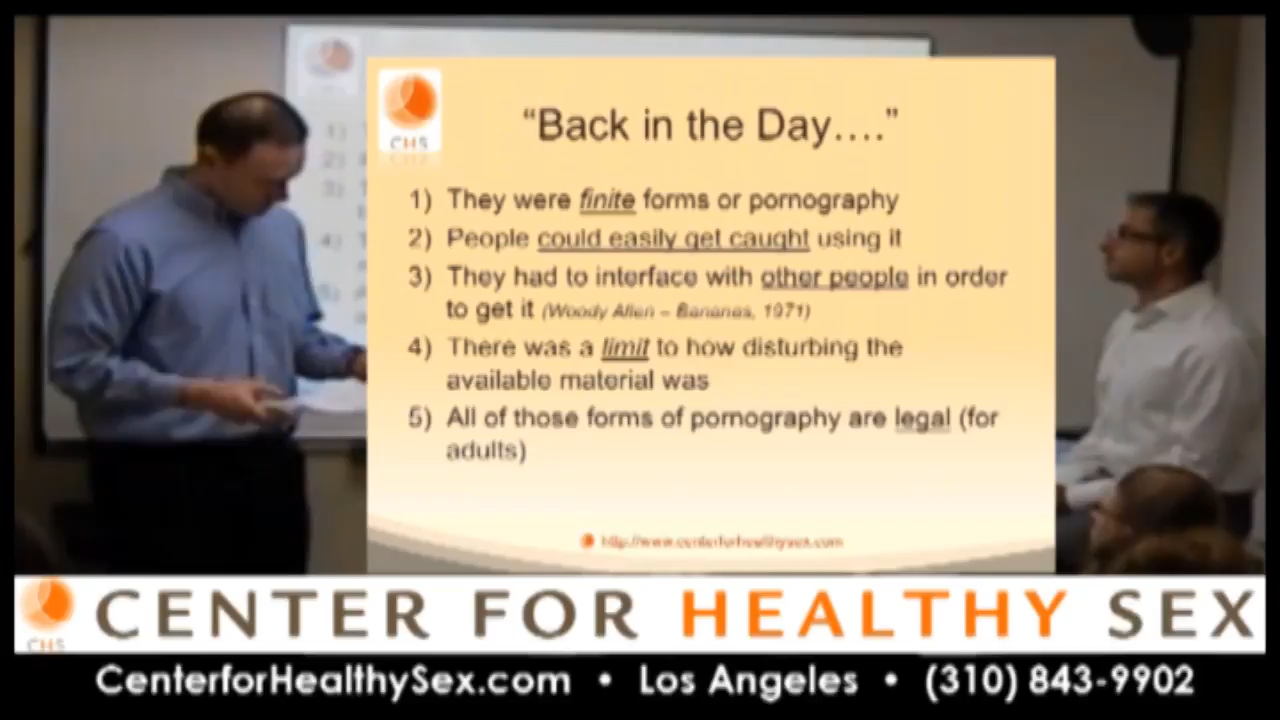 CHS
“Back in the Day....”
1) They were finite forms or pornography
2) People could easily get caught using it
3) They had to interface with other people in order
to get it (Woody Allen – Bananas, 1971)
4) There was a limit to how disturbing the
available material was
5) All of those forms of pornography are legal (for
adults)
http://www.centerforhealthysex.com
CHS
CENTER FOR HEALTHY SEX
CenterforHealthySex.com • Los Angeles • (310) 843-9902